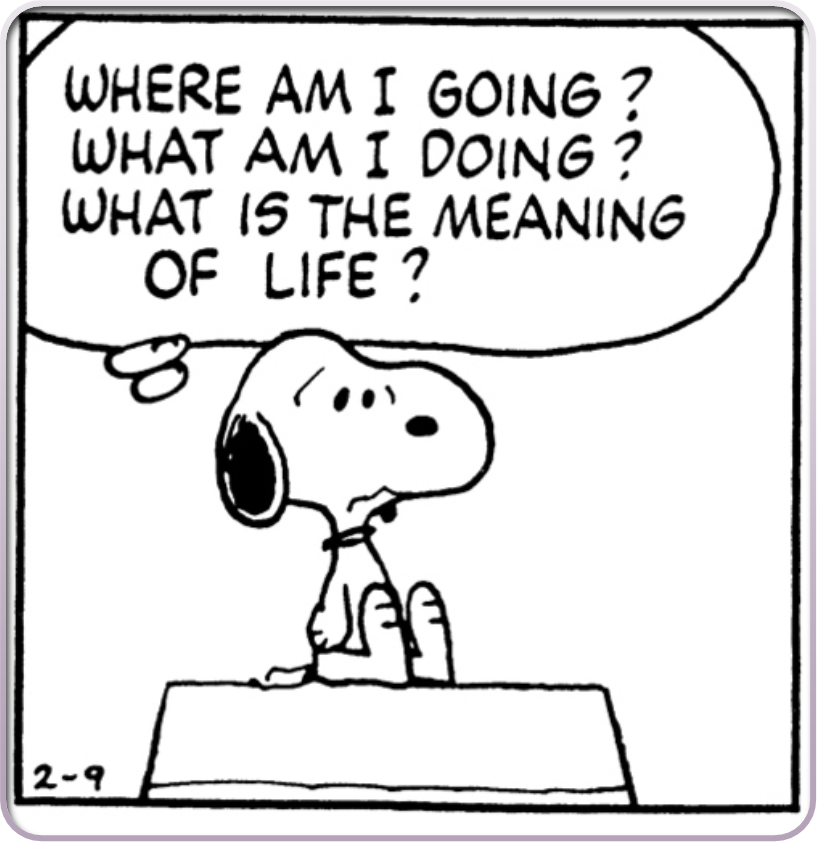 WHERE AM I GOING?
WHAT AM I DOING?
WHAT IS THE MEANING
OF LIFE?
2-9